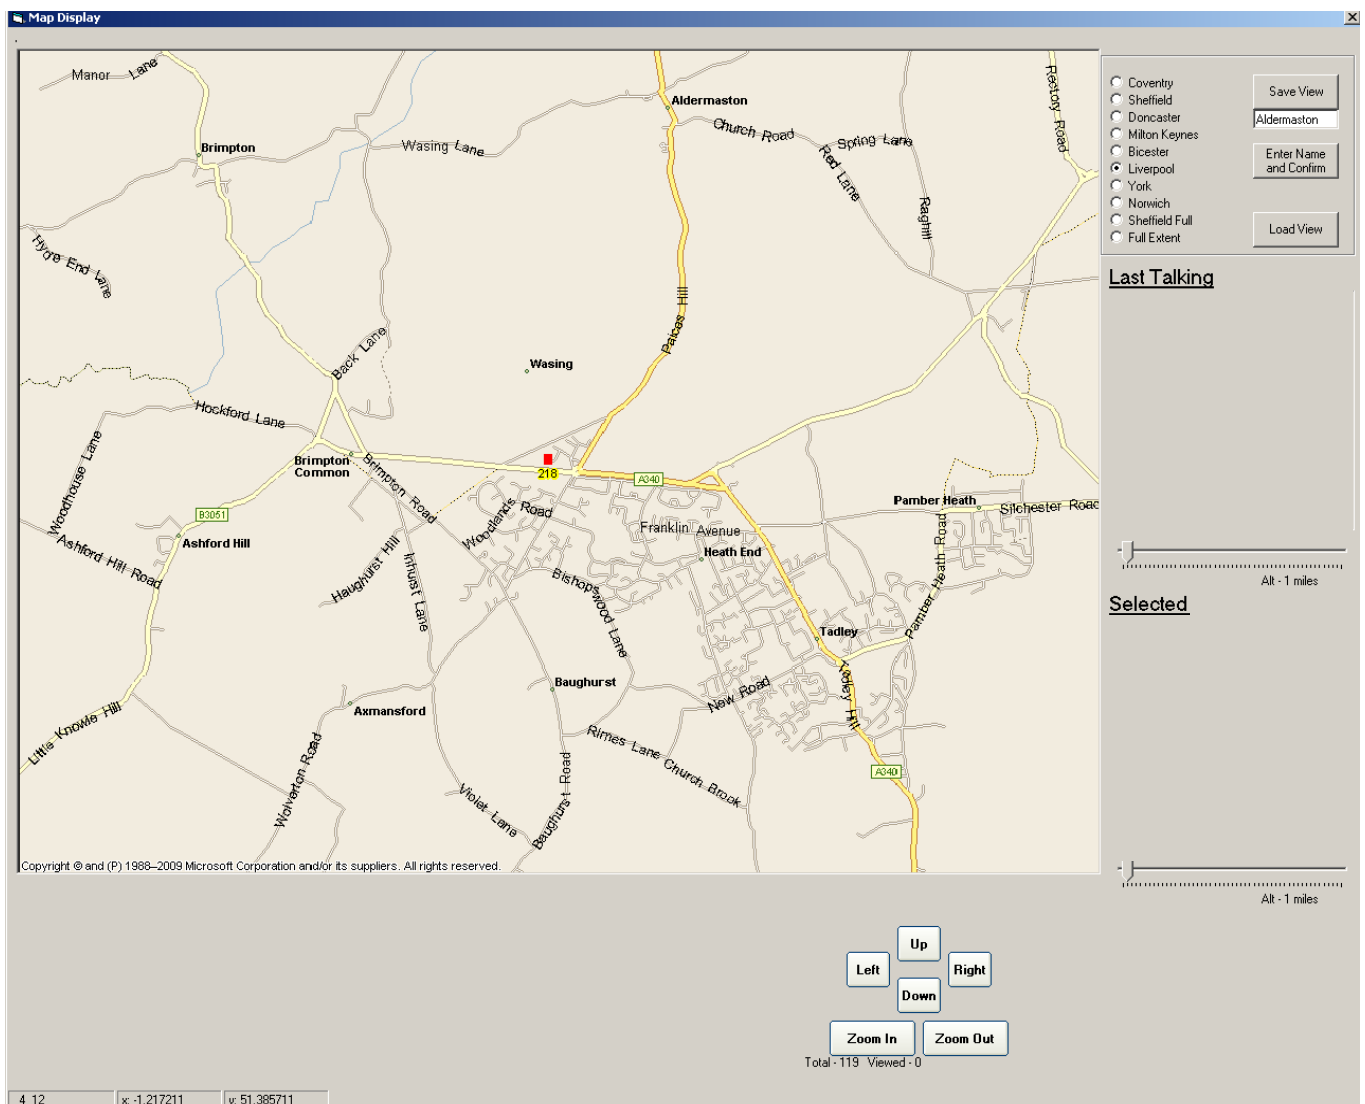 Map Display
Manor Lane
Aldermaston
Brimpton
Wasing Lane
Church Road
Spring Lane
Red Lane
Raghill
Rectory Road
Hyde End Lane
Paices Hill
Back Lane
Wasing
Hockford Lane
Woodhouse Lane
Brimpton
Common
Brimpton Road
218
A340
B3051
Ashford Hill
Ashford Hill Road
Woodlands Road
Franklin Avenue
Heath End
Pamber Heath
Silchester Road
Pamber Heath Road
Haughurst Hill
Inhurst Lane
Bishopswood Lane
Tadley
Tadley Hill
Baughurst
New Road
Axmansford
Little Knowle Hill
Wolverton Road
Rimes Lane
Church Brook
Violet Lane
Baughurst Road
A340
Copyright © and (P) 1988–2009 Microsoft Corporation and/or its suppliers. All rights reserved.
Coventry
Sheffield
Doncaster
Milton Keynes
Bicester
Liverpool
York
Norwich
Sheffield Full
Full Extent
Save View
Aldermaston
Enter Name
and Confirm
Load View
Last Talking
Alt - 1 miles
Selected
Alt - 1 miles
Up
Left
Right
Down
Zoom In
Zoom Out
Total - 119 Viewed - 0
4 12
x: -1.217211
y: 51.385711